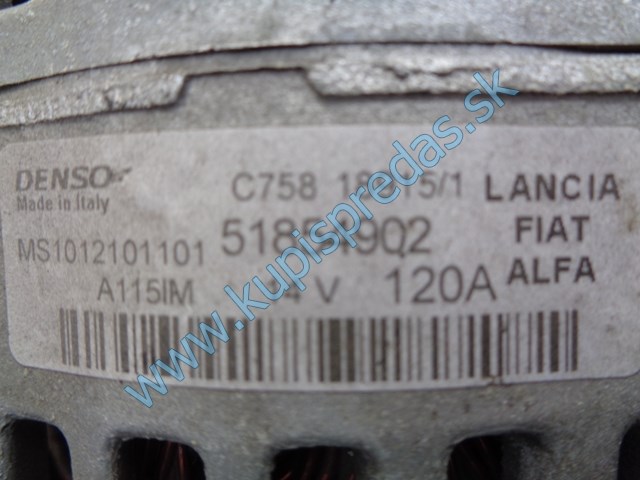 DENSO
Made in Italy
C758
LANCIA
MS1012101101
FIAT
A115IM
V
120A
ALFA
www.kupispredas.sk